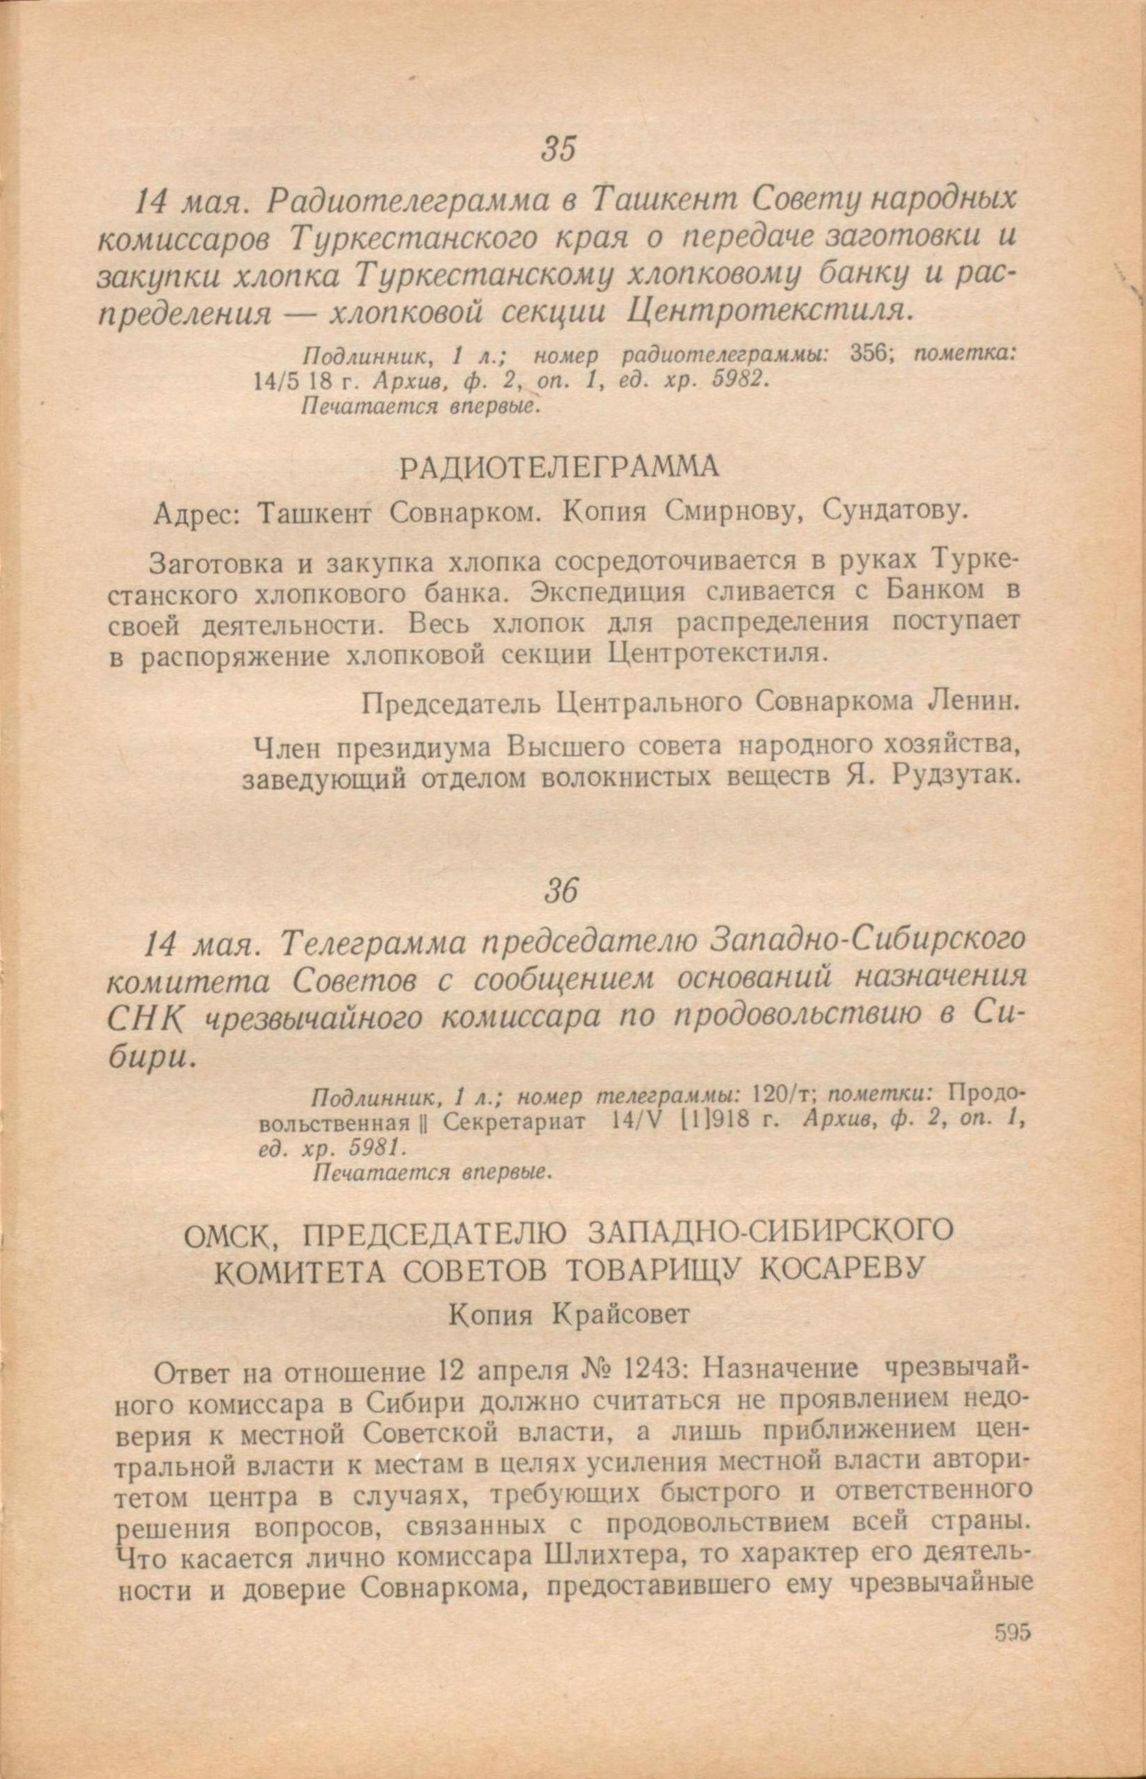 35
14 мая. Радиотелеграмма в Ташкент Совету народных
комиссаров Туркестанского края о передаче заготовки и
закупки хлопка Туркестанскому хлопковому банку и рас-
пределения — хлопковой секции Центротекстиля.
Подлинник, 1 л.; номер радиотелеграммы: 356; пометка:
14/5 18 г. Архив, ф. 2, оп. 1, ед. хр. 5982.
Печатается впервые.
РАДИОТЕЛЕГРАММА
Адрес: Ташкент Совнарком. Копия Смирнову, Сундатову.
Заготовка и закупка хлопка сосредоточивается в руках Турке-
станского хлопкового банка. Экспедиция сливается с Банком в
своей деятельности. Весь хлопок для распределения поступает
в распоряжение хлопковой секции Центротекстиля.
Председатель Центрального Совнаркома Ленин.
Член президиума Высшего совета народного хозяйства,
заведующий отделом волокнистых веществ Я. Рудзутак.
36
14 мая. Телеграмма председателю Западно-Сибирского
комитета Советов с сообщением оснований назначения
СНК чрезвычайного комиссара по продовольствию в Си-
бири.
Подлинник, 1 л.; номер телеграммы: 120/т; пометки: Продо-
вольственная || Секретариат 14/V [1]918 г. Архив, ф. 2, оп. 1,
ед. хр. 5981.
Печатается впервые.
ОМСК, ПРЕДСЕДАТЕЛЮ ЗАПАДНО-СИБИРСКОГО
КОМИТЕТА СОВЕТОВ ТОВАРИЩУ КОСАРЕВУ
Копия Крайсовет
Ответ на отношение 12 апреля № 1243: Назначение чрезвычай-
ного комиссара в Сибири должно считаться не проявлением недо-
верия к местной Советской власти, а лишь приближением цен-
тральной власти к местам в целях усиления местной власти автори-
тетом центра в случаях, требующих быстрого и ответственного
решения вопросов, связанных с продовольствием всей страны.
Что касается лично комиссара Шлихтера, то характер его деятель-
ности и доверие Совнаркома, предоставившего ему чрезвычайные
595